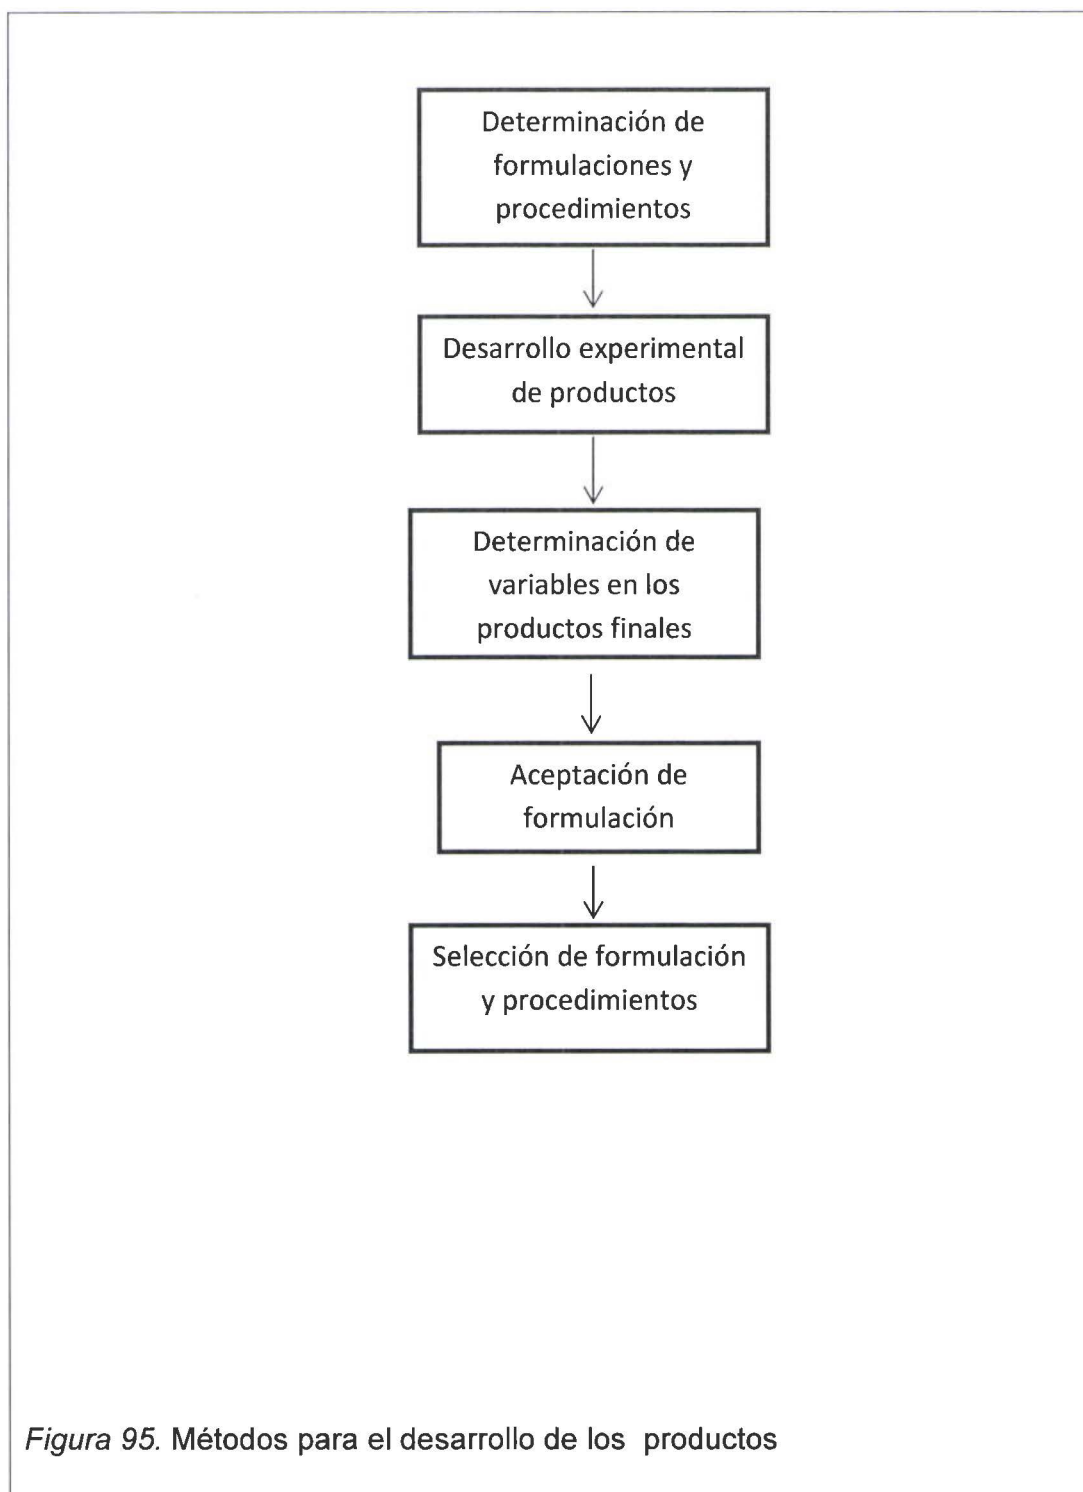 Determinación de
formulaciones y
procedimientos
Desarrollo experimental
de productos
Determinación de
variables en los
productos finales
Aceptación de
formulación
Selección de formulación
y procedimientos
Figura 95. Métodos para el desarrollo de los  productos